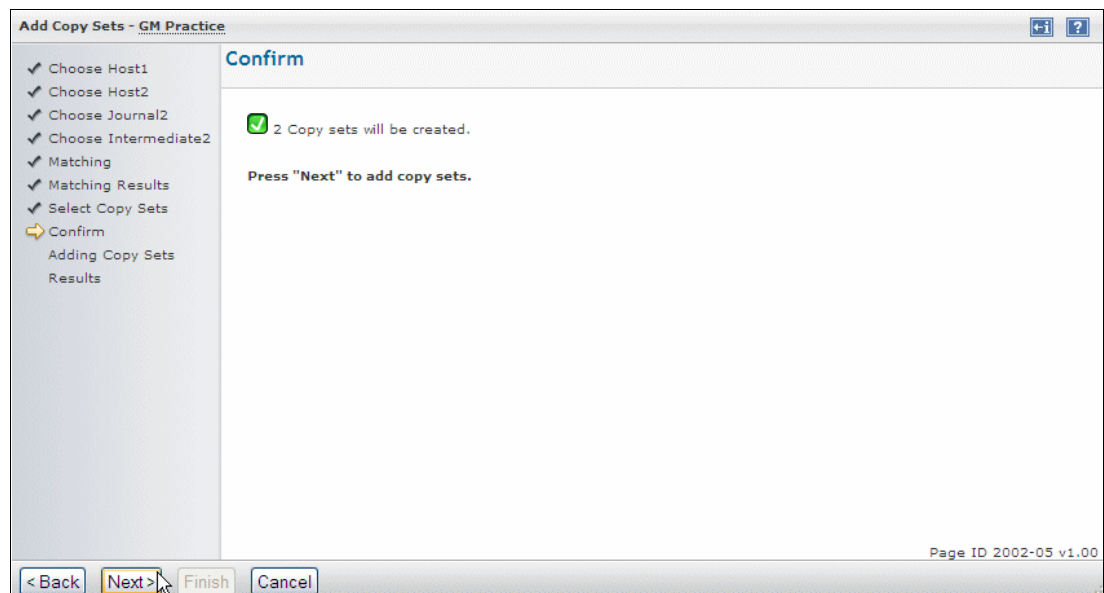 Add Copy Sets - GM Practice
Choose Host1
Choose Host2
Choose Journal2
Choose Intermediate2
Matching
Matching Results
Select Copy Sets
Confirm
Adding Copy Sets
Results
Confirm
2 Copy sets will be created.
Press "Next" to add copy sets.
Page ID 2002-05 v1.00
< Back Next > Finish Cancel